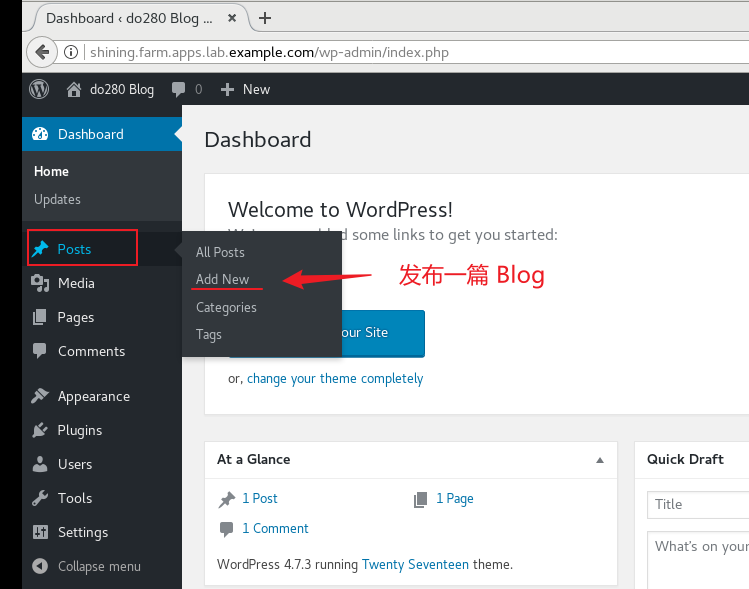 Dashboard ‹ do280 Blog ...
shining.farm.apps.lab.example.com/wp-admin/index.php
do280 Blog 0 New
Dashboard
Dashboard
Home
Updates
Welcome to WordPress!
some links to get you started:
Posts
All Posts
Add New
发布一篇 Blog
Categories
Tags
Media
Pages
Comments
Your Site
or, change your theme completely
Appearance
Plugins
Users
Tools
Settings
Collapse menu
At a Glance
1 Post
1 Page
1 Comment
WordPress 4.7.3 running Twenty Seventeen theme.
Quick Draft
Title
What's on your